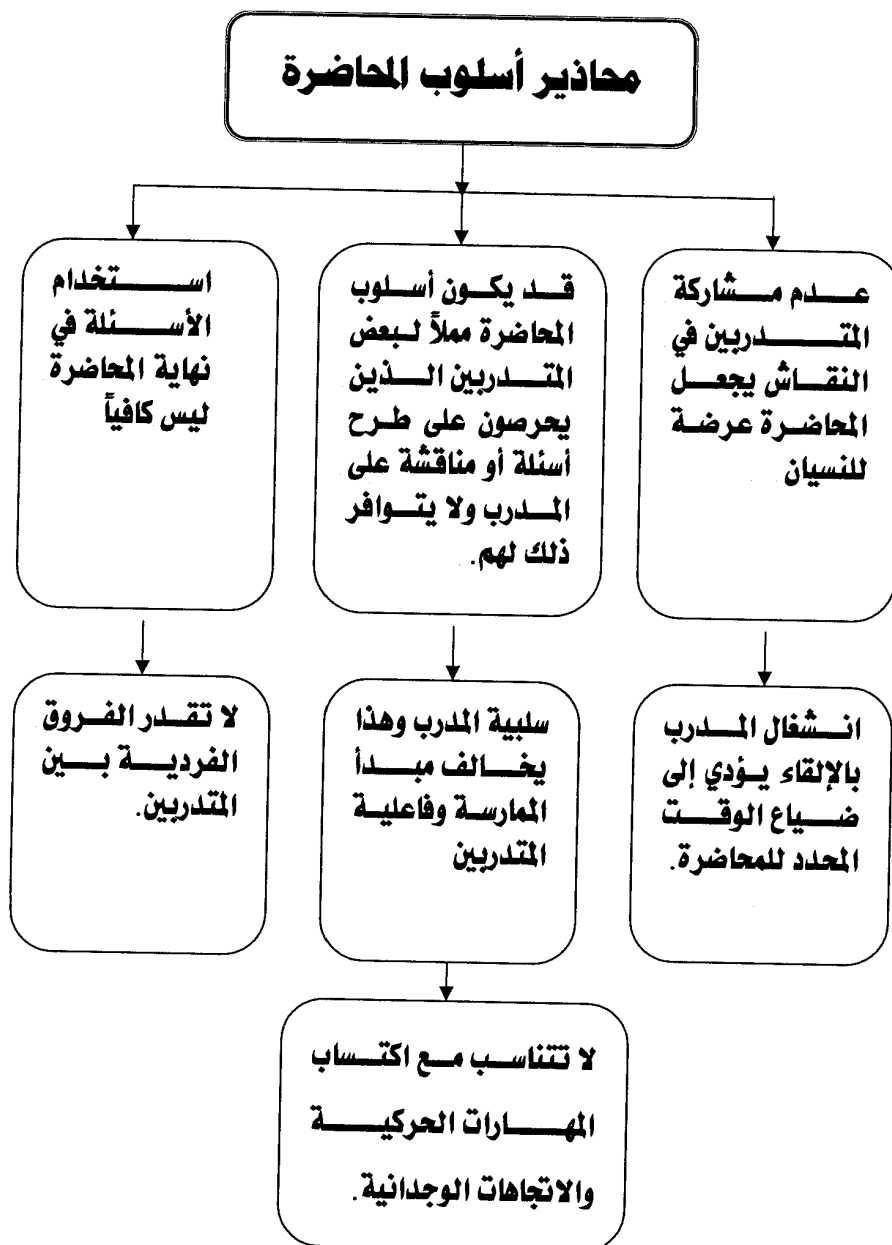 محاذير أسلوب المحاضرة
عدم مشاركة
المتدربين في
النقاش يجعل
المحاضرة عرضة
للنسيان
قد يكون أسلوب
المحاضرة مملاً لبعض
المتدربين الذين
يحرصون على طرح
أسئلة أو مناقشة على
المدرب ولا يتوافر
ذلك لهم.
استخدام
الأسئلة في
نهاية المحاضرة
ليس كافياً
انشغال المدرب
بالإلقاء يؤدي إلى
ضياع الوقت
المحدد للمحاضرة.
سلبية المدرب وهذا
يخالف مبدأ
الممارسة وفاعلية
المتدربين
لا تقدر الفروق
الفردية بين
المتدربين.
لا تتناسب مع اكتساب
المهارات الحركية
والاتجاهات الوجدانية.